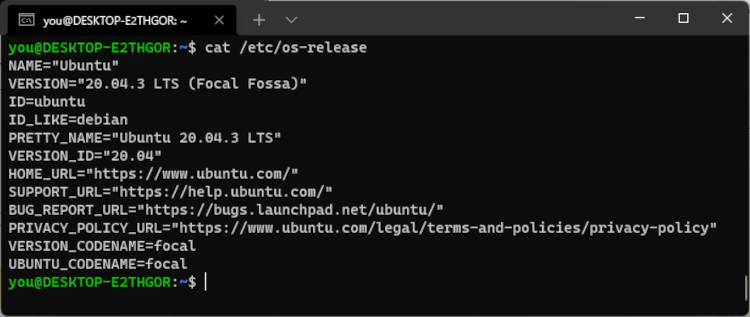 you@DESKTOP-E2THGOR: ~
you@DESKTOP-E2THGOR:~$ cat /etc/os-release
NAME="Ubuntu"
VERSION="20.04.3 LTS (Focal Fossa)"
ID=ubuntu
ID_LIKE=debian
PRETTY_NAME="Ubuntu 20.04.3 LTS"
VERSION_ID="20.04"
HOME_URL="https://www.ubuntu.com/"
SUPPORT_URL="https://help.ubuntu.com/"
BUG_REPORT_URL="https://bugs.launchpad.net/ubuntu/"
PRIVACY_POLICY_URL="https://www.ubuntu.com/legal/terms-and-policies/privacy-policy"
VERSION_CODENAME=focal
UBUNTU_CODENAME=focal
you@DESKTOP-E2THGOR:~$